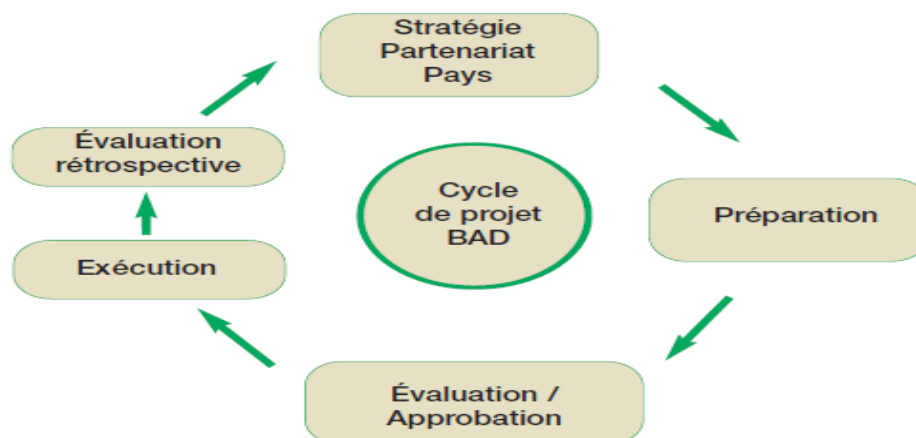 Stratégie
Partenariat
Pays
Évaluation
rétrospective
Cycle
de projet
BAD
Préparation
Exécution
Évaluation /
Approbation